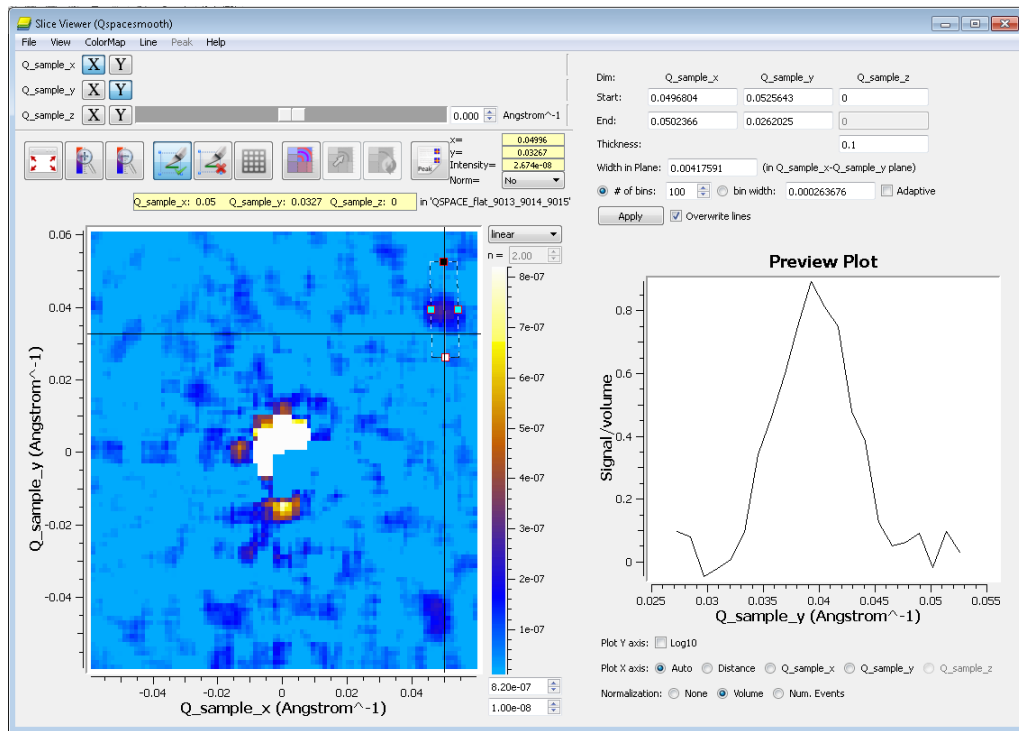 Slice Viewer (Qspacesmooth)
File View ColorMap Line Peak Help
Q_sample_x X Y
Q_sample_y X Y
Q_sample_z X Y 0.000 Angstrom^-1
x= 0.04996
y= 0.03267
Intensity= 2.674e-08
Norm= No
Peak
Q_sample_x: 0.05 Q_sample_y: 0.0327 Q_sample_z: 0 in 'QSPACE_flat_9013_9014_9015'
Dim: Q_sample_x Q_sample_y Q_sample_z
Start: 0.0496804 0.0525643 0
End: 0.0502366 0.0262025 0
Thickness: 0.1
Width in Plane: 0.00417591 (in Q_sample_x-Q_sample_y plane)
# of bins: 100 bin width: 0.000263676 Adaptive
Apply Overwrite lines
linear
n = 2.00
0.06
0.04
0.02
0
-0.02
-0.04
Q_sample_y (Angstrom^-1)
-0.04 -0.02 0 0.02 0.04
Q_sample_x (Angstrom^-1)
8e-07
7e-07
6e-07
5e-07
4e-07
3e-07
2e-07
1e-07
8.20e-07
1.00e-08
Preview Plot
0.8
0.6
0.4
0.2
0
Signal/volume
0.025 0.03 0.035 0.04 0.045 0.05 0.055
Q_sample_y (Angstrom^-1)
Plot Y axis: Log10
Plot X axis: Auto Distance Q_sample_x Q_sample_y Q_sample_z
Normalization: None Volume Num. Events